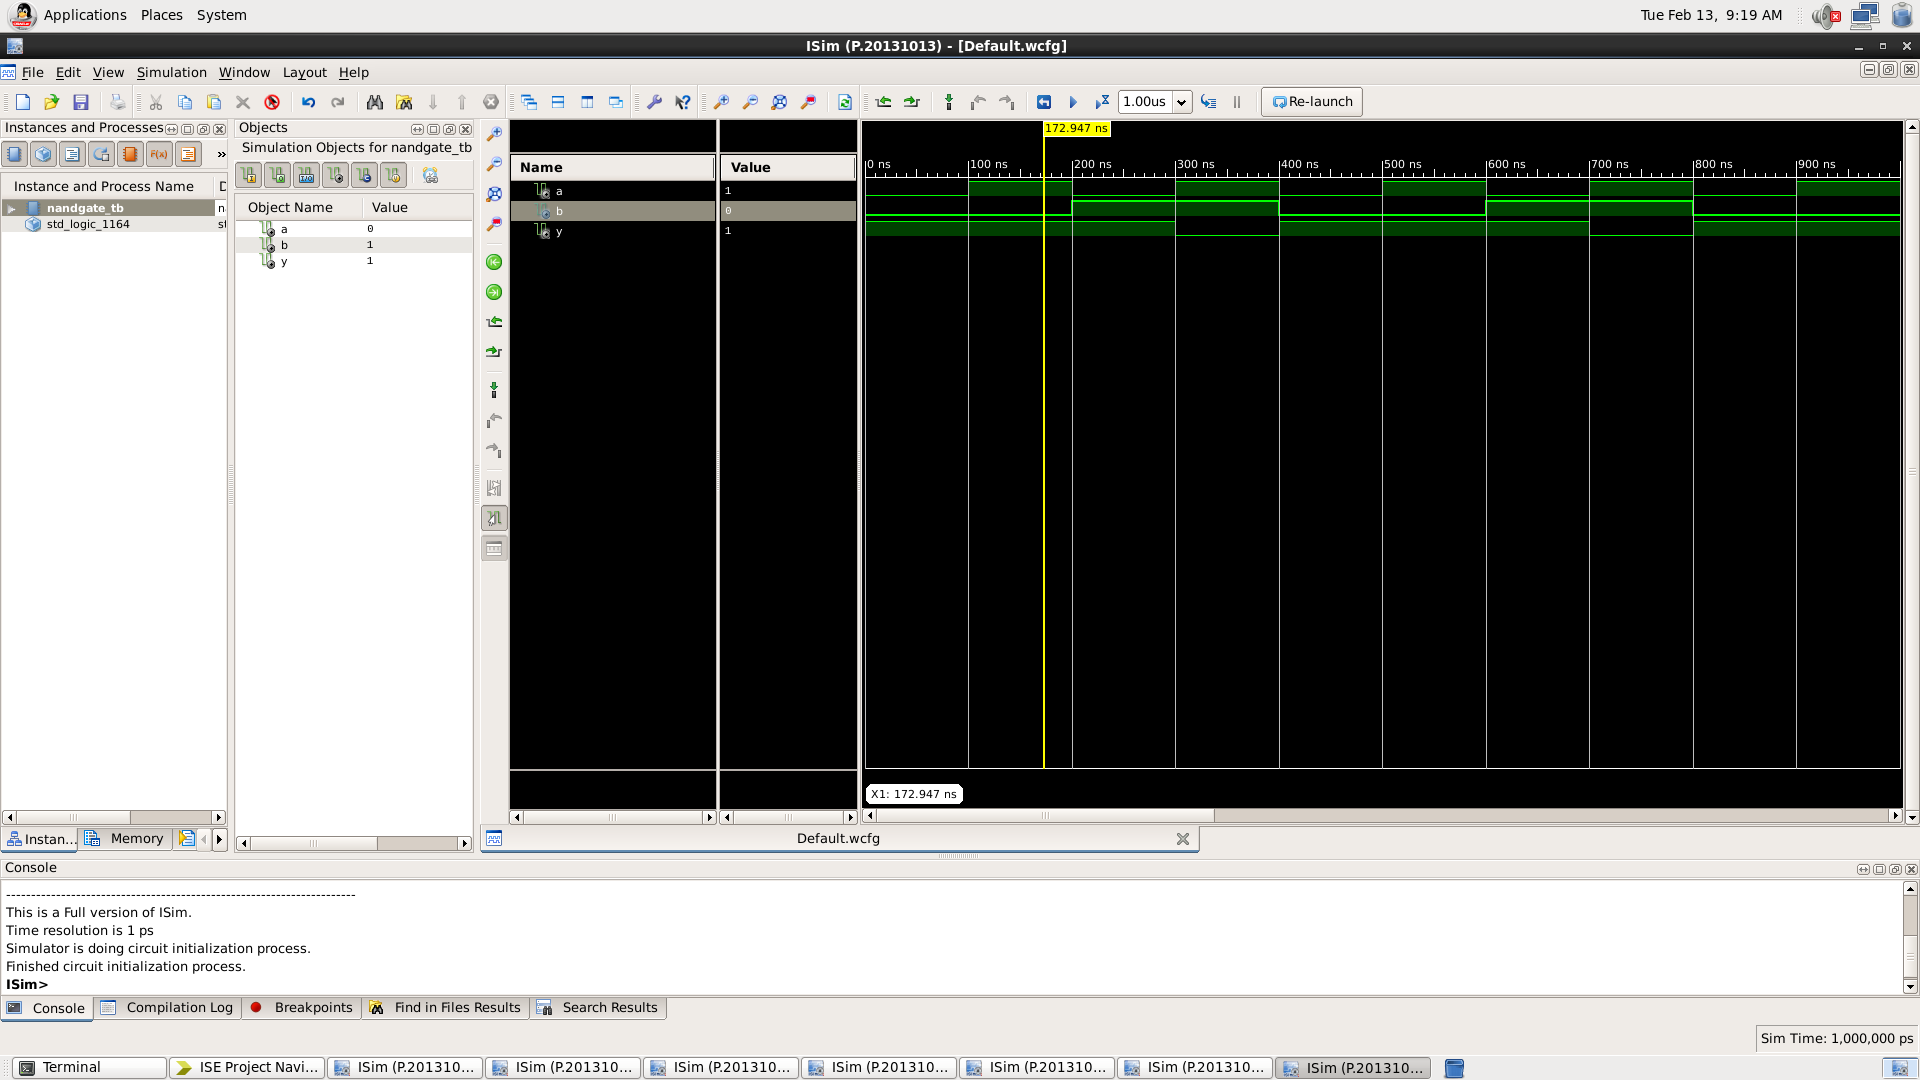 Applications Places System
Tue Feb 13, 9:19 AM
ISim (P.20131013) - [Default.wcfg]
File Edit View Simulation Window Layout Help
1.00us
Re-launch
Instances and Processes
»
Instance and Process Name
D
nandgate_tb
n
std_logic_1164
st
Objects
Simulation Objects for nandgate_tb
Object Name Value
a 0
b 1
y 1
Name Value
a 1
b 0
y 1
172.947 ns
0 ns 100 ns 200 ns 300 ns 400 ns 500 ns 600 ns 700 ns 800 ns 900 ns
X1: 172.947 ns
Instan... Memory
Default.wcfg
Console
----------------------------------------------------------------------
This is a Full version of ISim.
Time resolution is 1 ps
Simulator is doing circuit initialization process.
Finished circuit initialization process.
ISim>
Console Compilation Log Breakpoints Find in Files Results Search Results
Sim Time: 1,000,000 ps
Terminal ISE Project Navi... ISim (P.201310... ISim (P.201310... ISim (P.201310... ISim (P.201310... ISim (P.201310... ISim (P.201310... ISim (P.201310...